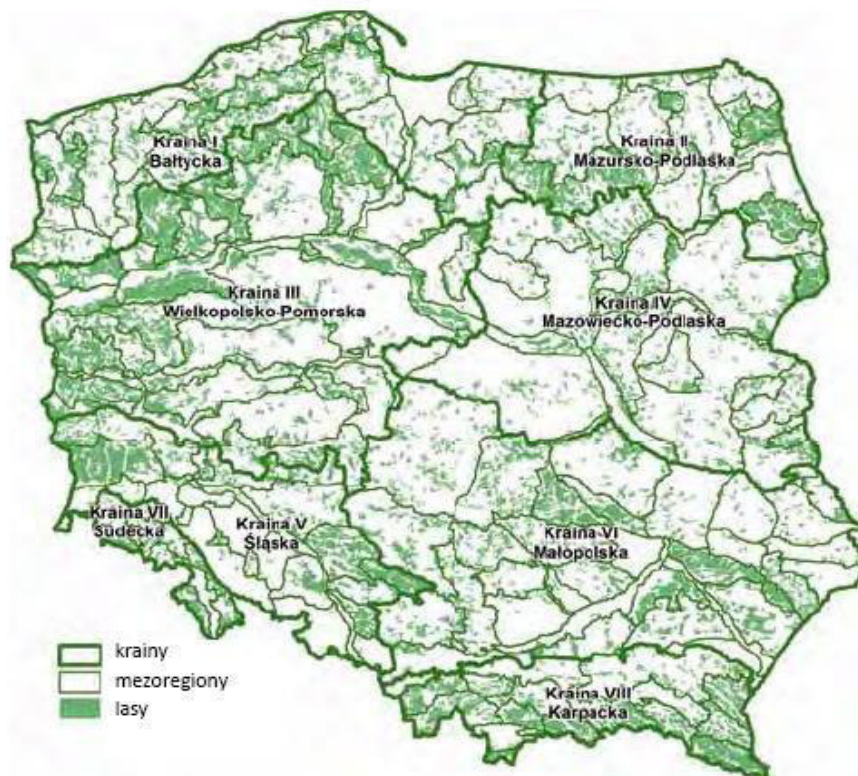 Kraina I
Bałtycka
Kraina II
Mazursko-Podlaska
Kraina III
Wielkopolsko-Pomorska
Kraina IV
Mazowiecko-Podlaska
Kraina VII
Sudecka
Kraina V
Śląska
Kraina VI
Małopolska
Kraina VIII
Karpacka
krainy
mezoregiony
lasy